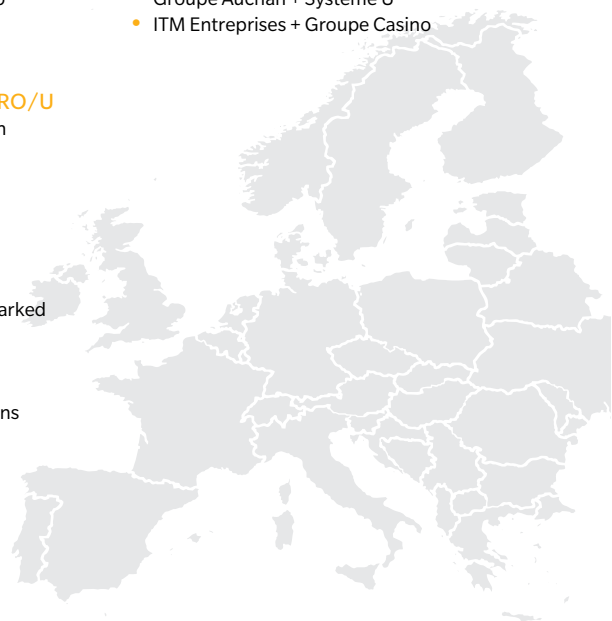 Groupe Auchan + Système U
• ITM Entreprises + Groupe Casino
RO/U
n
arked
ns